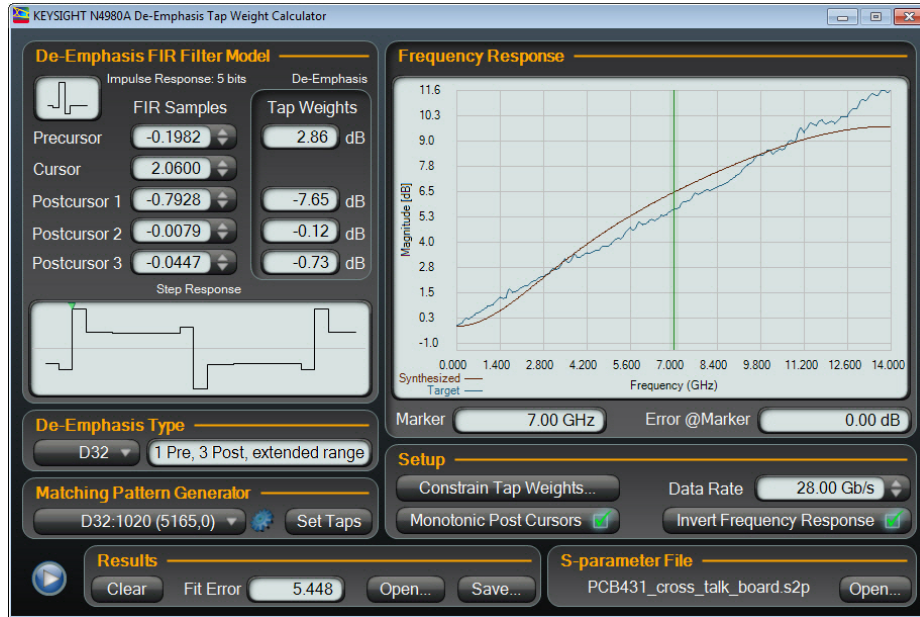 KEYSIGHT N4980A De-Emphasis Tap Weight Calculator
De-Emphasis FIR Filter Model
Impulse Response: 5 bits De-Emphasis
FIR Samples Tap Weights
Precursor -0.1982 2.86 dB
Cursor 2.0600
Postcursor 1 -0.7928 -7.65 dB
Postcursor 2 -0.0079 -0.12 dB
Postcursor 3 -0.0447 -0.73 dB
Step Response
De-Emphasis Type
D32 1 Pre, 3 Post, extended range
Matching Pattern Generator
D32:1020 (5165,0) Set Taps
Frequency Response
Magnitude [dB]
11.6
10.3
9.0
7.8
6.5
5.3
4.0
2.8
1.5
0.3
-1.0
0.000 1.400 2.800 4.200 5.600 7.000 8.400 9.800 11.200 12.600 14.000
Synthesized
Target
Frequency (GHz)
Marker 7.00 GHz Error @Marker 0.00 dB
Setup
Constrain Tap Weights... Data Rate 28.00 Gb/s
Monotonic Post Cursors Invert Frequency Response
Results
Clear Fit Error 5.448 Open... Save...
S-parameter File
PCB431_cross_talk_board.s2p Open...